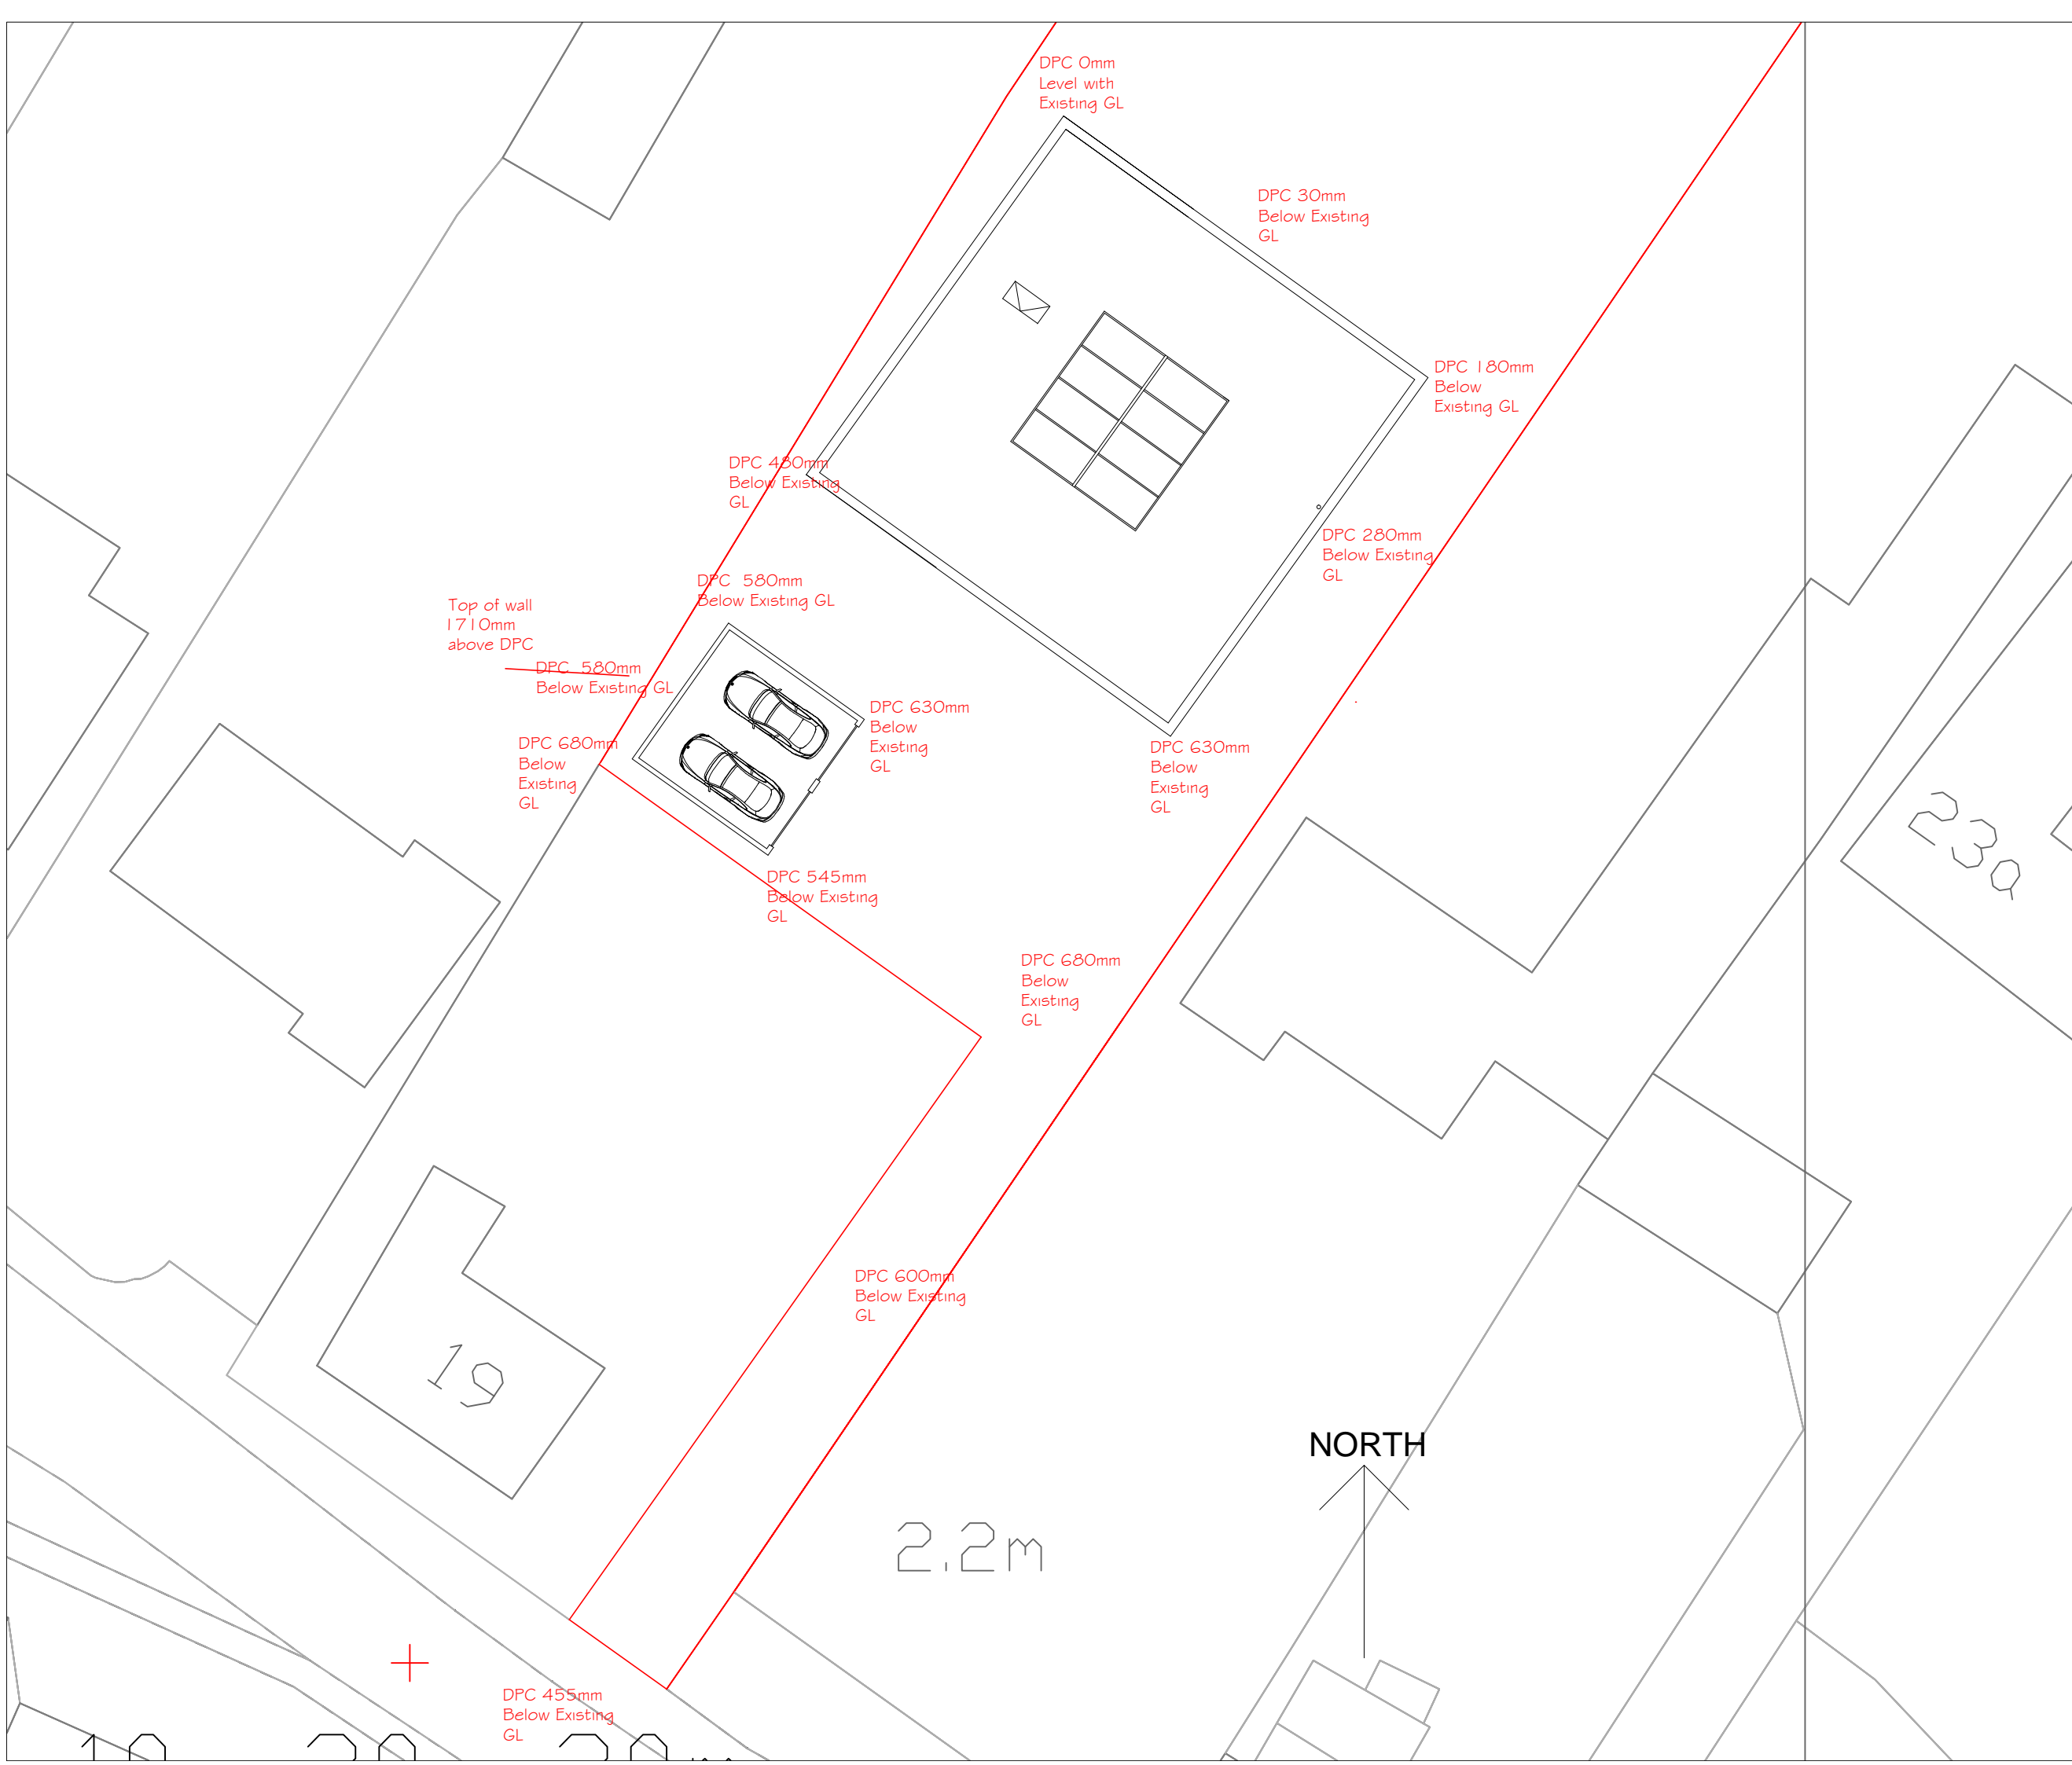 DPC 0mm
Level with
Existing GL
DPC 30mm
Below Existing
GL
DPC 180mm
Below
Existing GL
DPC 480mm
Below Existing
GL
DPC 280mm
Below Existing
GL
DPC 580mm
Below Existing GL
Top of wall
1710mm
above DPC
DPC 580mm
Below Existing GL
DPC 630mm
Below
Existing
GL
DPC 680mm
Below
Existing
GL
DPC 630mm
Below
Existing
GL
23a
DPC 545mm
Below Existing
GL
DPC 680mm
Below
Existing
GL
DPC 600mm
Below Existing
GL
19
NORTH
2.2m
DPC 455mm
Below Existing
GL